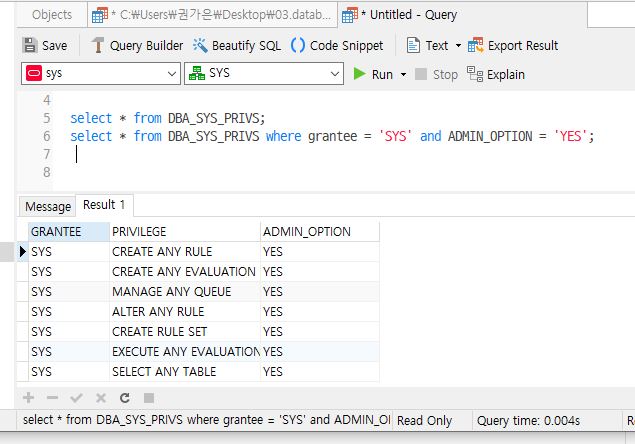 Objects * C:\Users\권가은\Desktop\03.datab... * Untitled - Query
Save Query Builder Beautify SQL () Code Snippet Text Export Result
sys SYS Run Stop Explain
4
5 select * from DBA_SYS_PRIVS;
6 select * from DBA_SYS_PRIVS where grantee = 'SYS' and ADMIN_OPTION = 'YES';
7
8
Message Result 1
GRANTEE PRIVILEGE ADMIN_OPTION
SYS CREATE ANY RULE YES
SYS CREATE ANY EVALUATION YES
SYS MANAGE ANY QUEUE YES
SYS ALTER ANY RULE YES
SYS CREATE RULE SET YES
SYS EXECUTE ANY EVALUATION YES
SYS SELECT ANY TABLE YES
select * from DBA_SYS_PRIVS where grantee = 'SYS' and ADMIN_O Read Only Query time: 0.004s